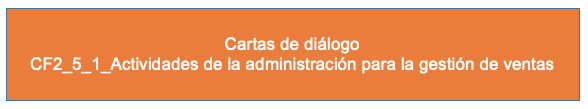 Cartas de diálogo
CF2_5_1_Actividades de la administración para la gestión de ventas